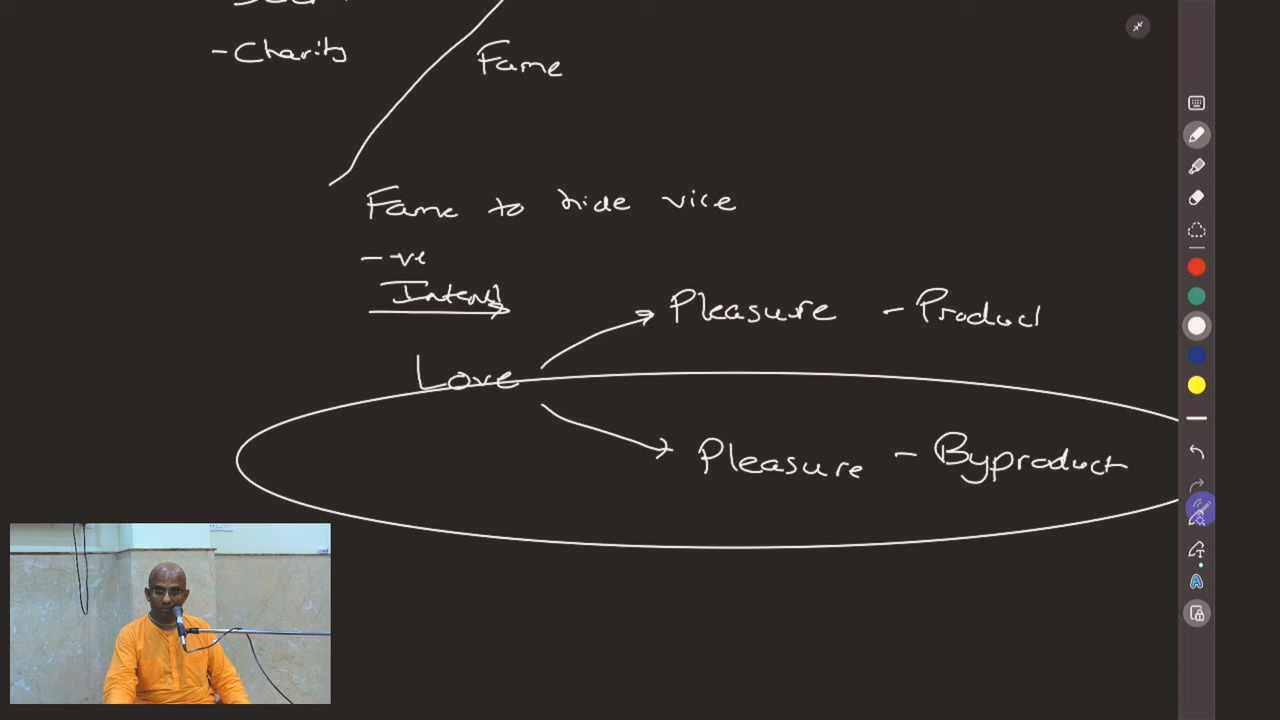 - Charity
Fame
Fame to hide vice
- -ve
Intent
Pleasure - Product
Love
Pleasure - Byproduct